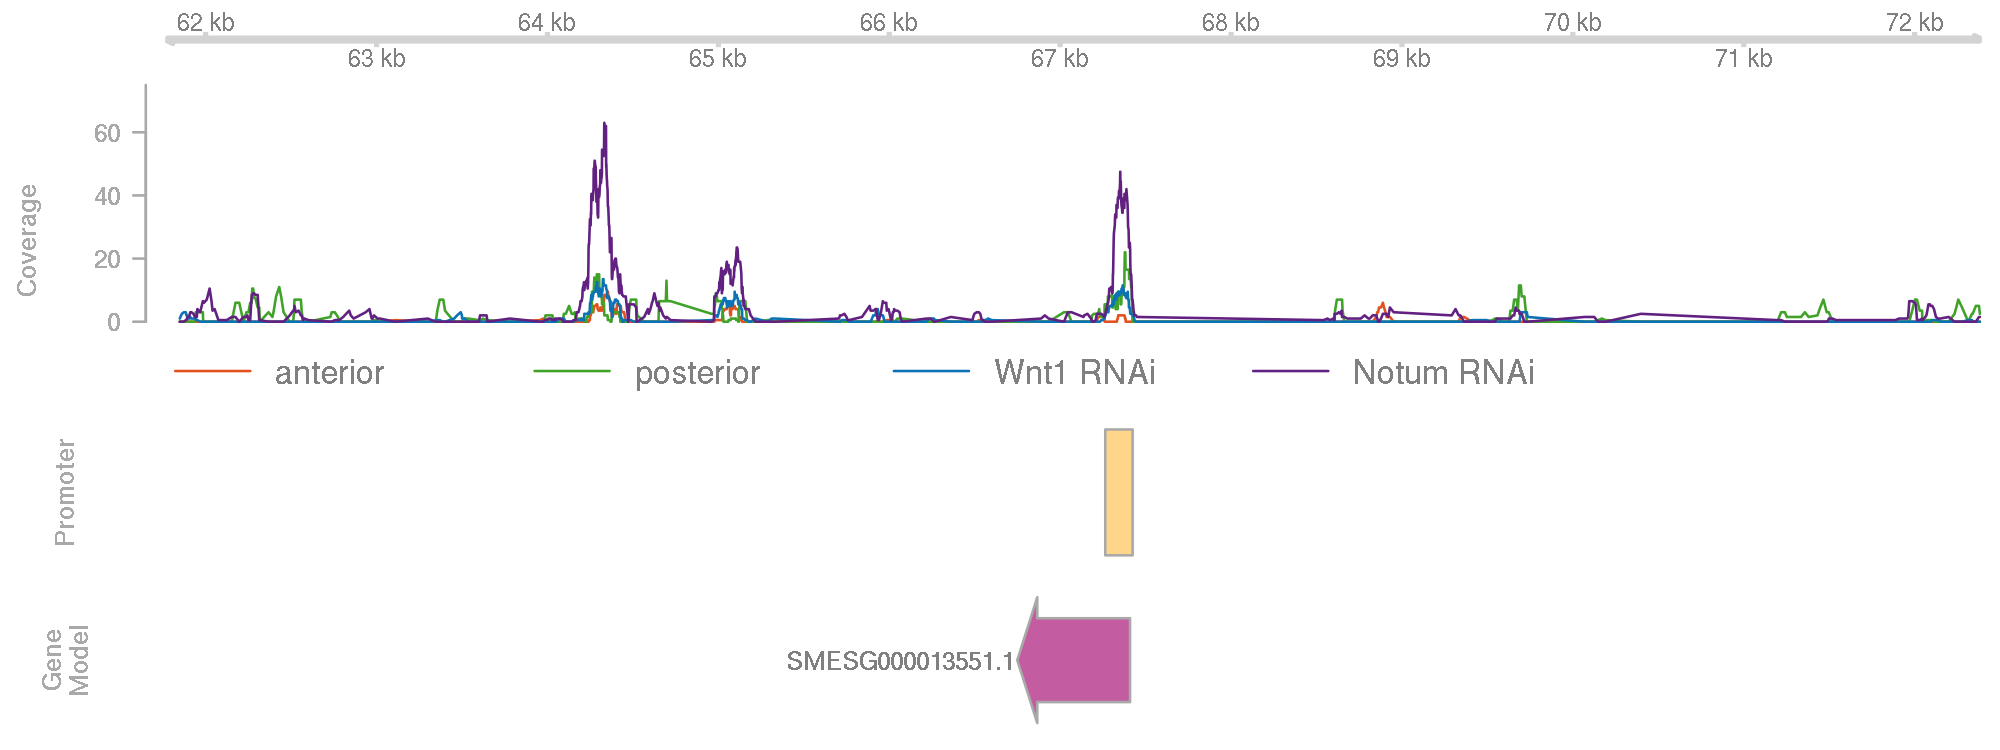 62 kb 64 kb 66 kb 68 kb 70 kb 72 kb
63 kb 65 kb 67 kb 69 kb 71 kb
Coverage
60
40
20
0
anterior posterior Wnt1 RNAi Notum RNAi
Promoter
Gene
Model
SMESG000013551.1